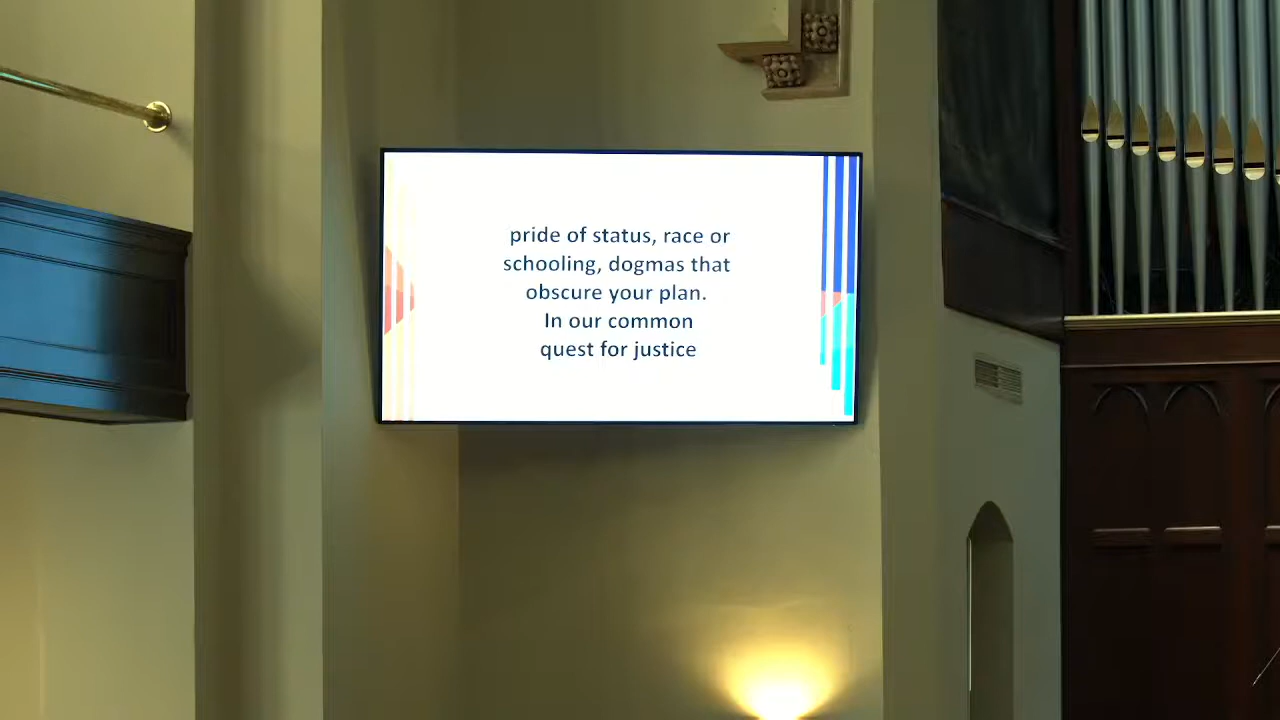 pride of status, race or
schooling, dogmas that
obscure your plan.
In our common
quest for justice